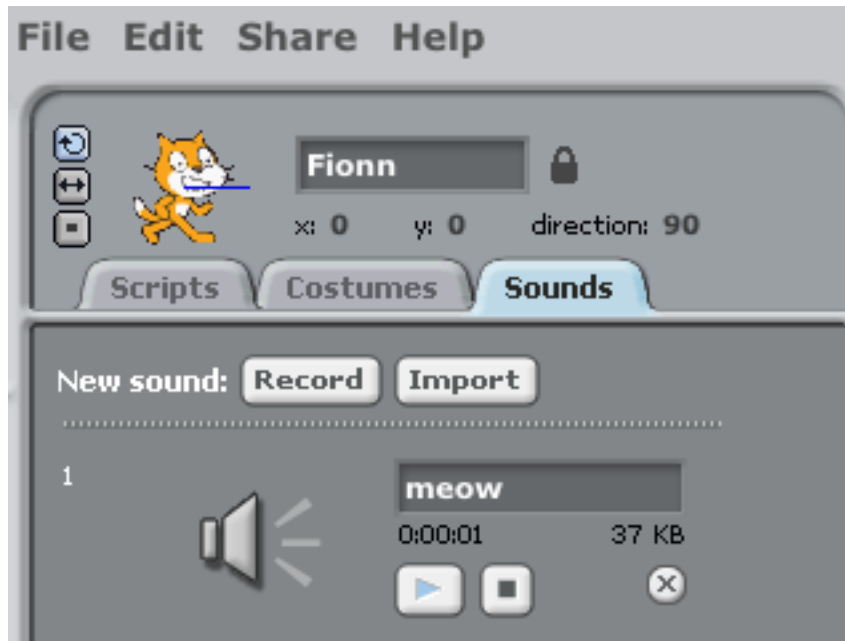 File Edit Share Help
Fionn
x: 0 y: 0 direction: 90
Scripts Costumes Sounds
New sound: Record Import
1
meow
0:00:01 37 KB